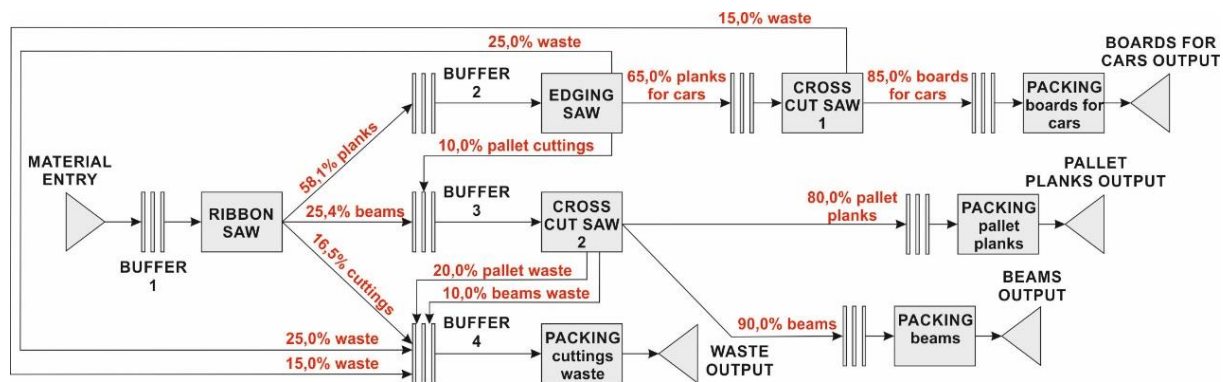 15,0% waste
25,0% waste
BUFFER
2
EDGING
SAW
65,0% planks
for cars
CROSS
CUT SAW
1
85,0% boards
for cars
PACKING
boards for
cars
BOARDS FOR
CARS OUTPUT
58,1% planks
10,0% pallet cuttings
MATERIAL
ENTRY
BUFFER
1
RIBBON
SAW
25,4% beams
BUFFER
3
CROSS
CUT SAW
2
80,0% pallet
planks
PACKING
pallet
planks
PALLET
PLANKS OUTPUT
16,5% cuttings
20,0% pallet waste
10,0% beams waste
25,0% waste
15,0% waste
BUFFER
4
PACKING
cuttings
waste
WASTE
OUTPUT
90,0% beams
PACKING
beams
BEAMS
OUTPUT